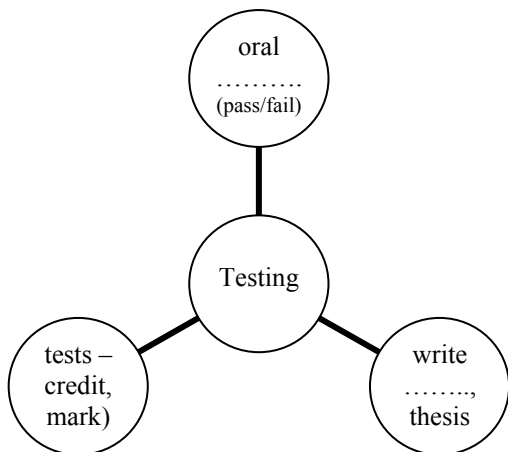 oral
……….
(pass/fail)
Testing
tests –
credit,
mark)
write
……..,
thesis